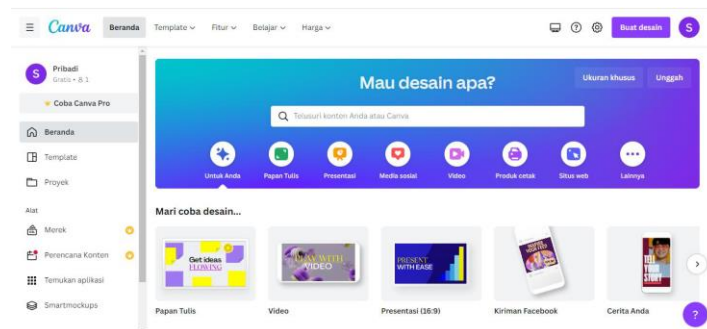 Canva
Beranda
Template
Fitur
Belajar
Harga
Buat desain
S
S
Pribadi
Gratis • 1
Coba Canva Pro
Beranda
Template
Proyek
Alat
Merek
Perencana Konten
Temukan aplikasi
Smartmockups
Mau desain apa?
Ukuran khusus
Unggah
Telusuri konten Anda atau Canva
Untuk Anda
Papan Tulis
Presentasi
Media sosial
Video
Produk cetak
Situs web
Lainnya
Mari coba desain...
Get ideas
FLOWING
PLAY WITH
VIDEO
PRESENT
WITH EASE
TELL
YOUR
STORY
Papan Tulis
Video
Presentasi (16:9)
Kiriman Facebook
Cerita Anda
?